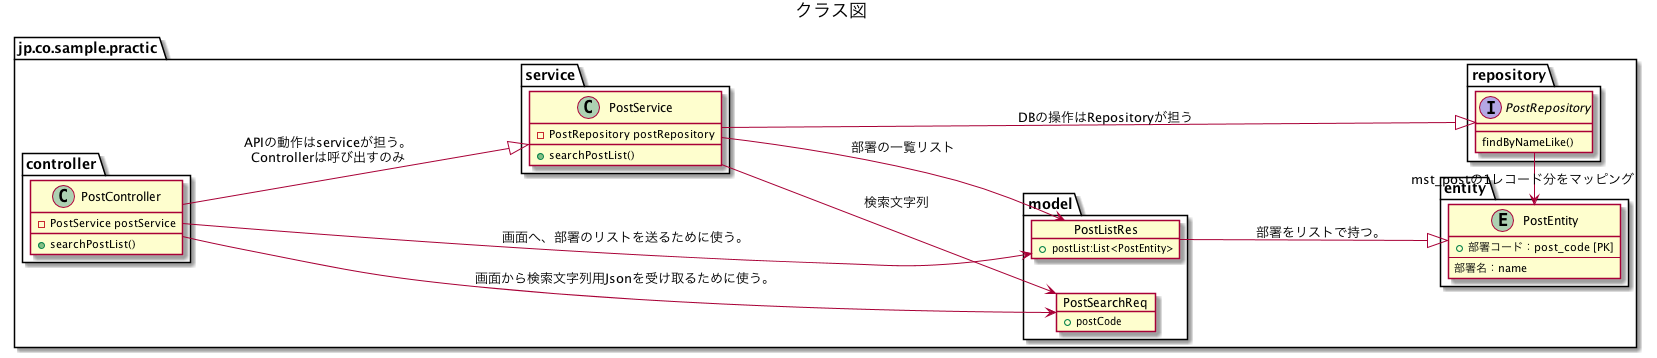 クラス図
jp.co.sample.practic
controller
C PostController
PostService postService
searchPostList()
APIの動作はserviceが担う。
Controllerは呼び出すのみ
service
C PostService
PostRepository postRepository
searchPostList()
DBの操作はRepositoryが担う
部署の一覧リスト
検索文字列
画面へ、部署のリストを送るために使う。
画面から検索文字列用Jsonを受け取るために使う。
model
PostListRes
postList:List<PostEntity>
PostSearchReq
postCode
部署をリストで持つ。
repository
I PostRepository
findByNameLike()
mst_postの1レコード分をマッピング
entity
E PostEntity
部署コード：post_code [PK]
部署名：name